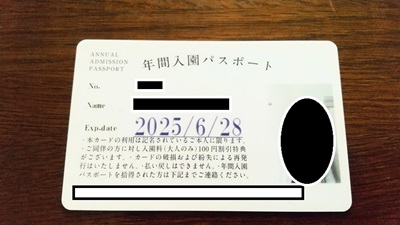 ANNUAL
ADMISSION
PASSPORT
年間入園パスポート
No.
Name
Exp.date 2025/6/28
・本カードの利用は記名されているご本人に限ります。
・ご同伴の方に対し入園料(大人のみ)100円割引特典
がございます。・カードの破損および紛失による再発
行はいたしません。・払い戻しはできません。・年間入園
パスポートを拾得された方は下記までご連絡ください。